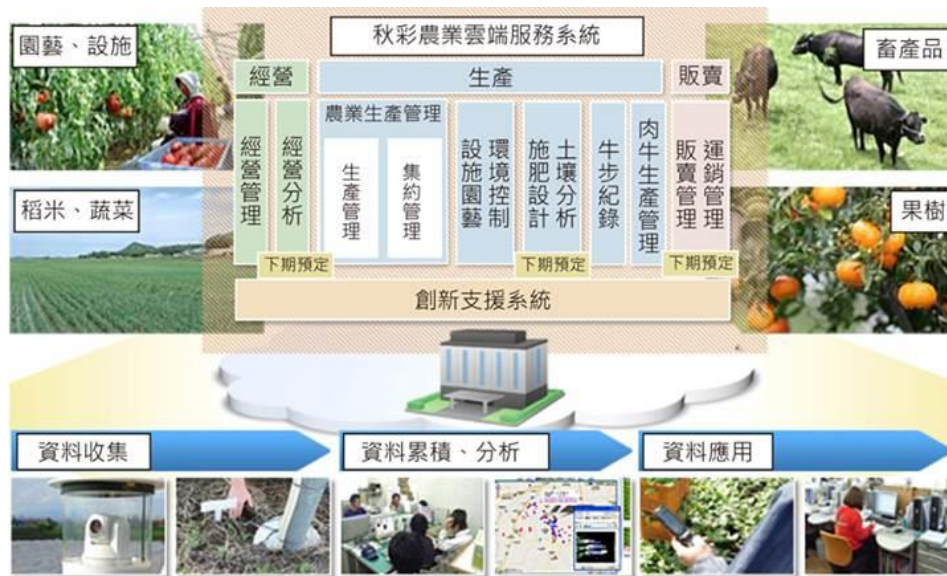 秋彩農業雲端服務系統
園藝、設施
畜產品
經營
生產
販賣
經營管理
經營分析
農業生產管理
生產管理
集約管理
設施園藝
環境控制
施肥設計
土壤分析
牛步紀錄
肉牛生產管理
販賣管理
運銷管理
稻米、蔬菜
果樹
下期預定
下期預定
下期預定
創新支援系統
資料收集
資料累積、分析
資料應用